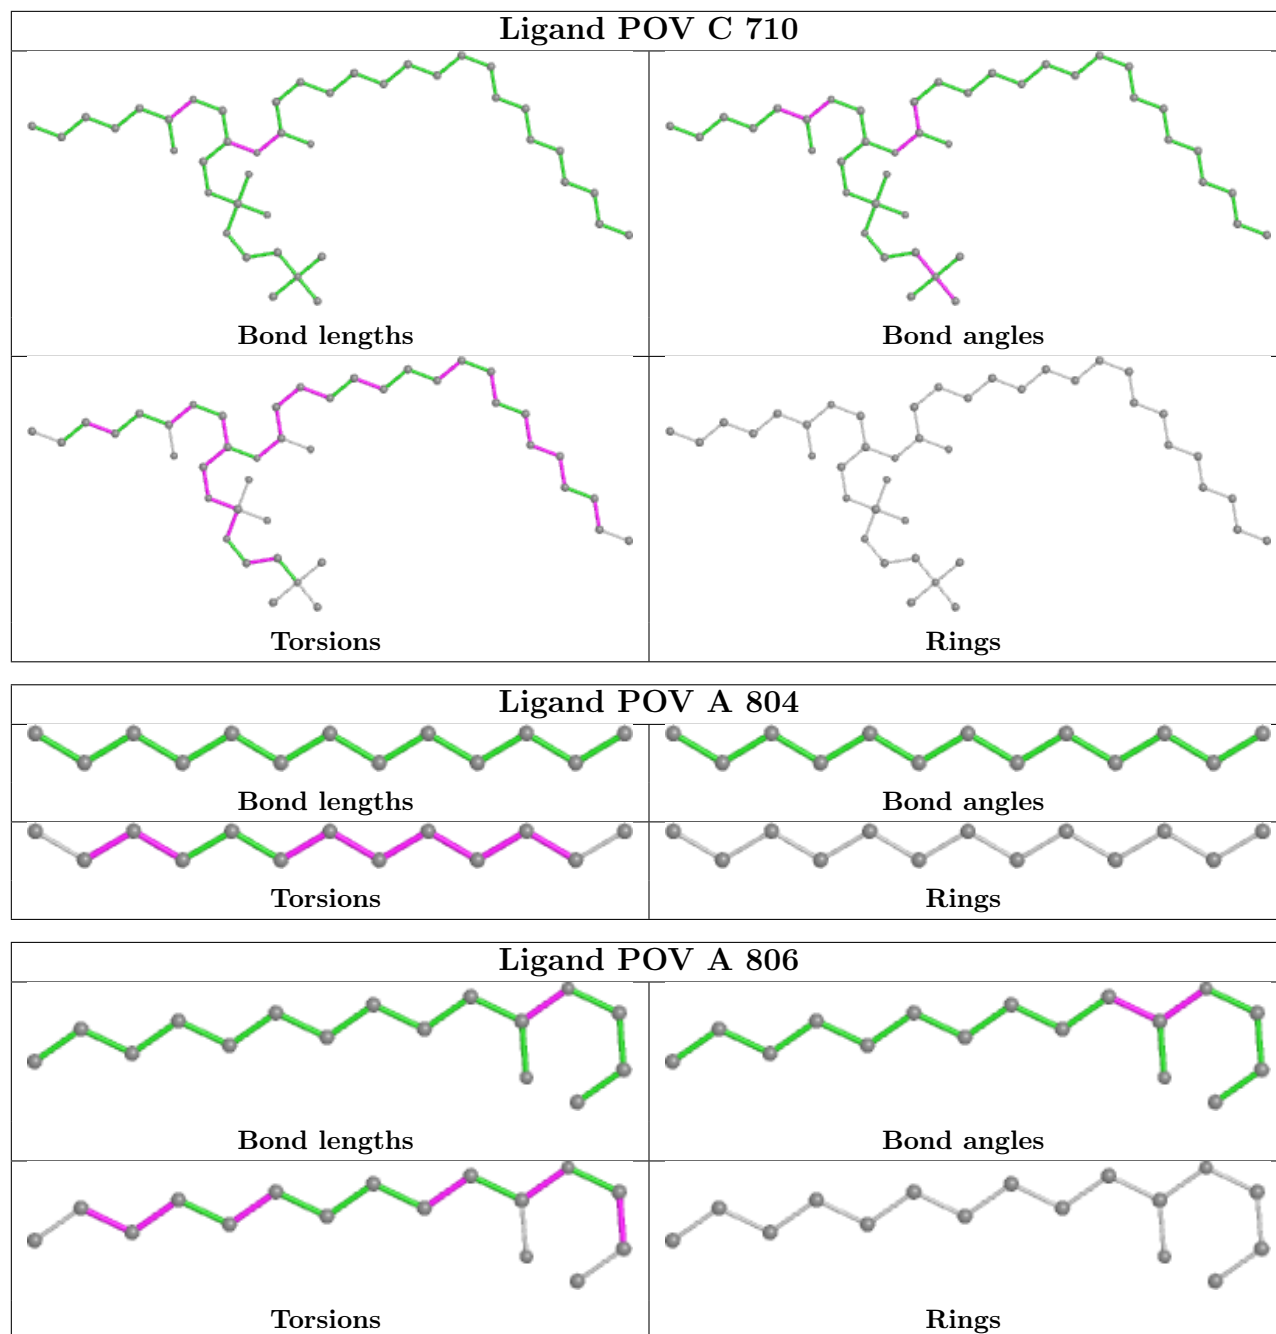 Ligand POV C 710
Bond lengths
Bond angles
Torsions
Rings
Ligand POV A 804
Bond lengths
Bond angles
Torsions
Rings
Ligand POV A 806
Bond lengths
Bond angles
Torsions
Rings